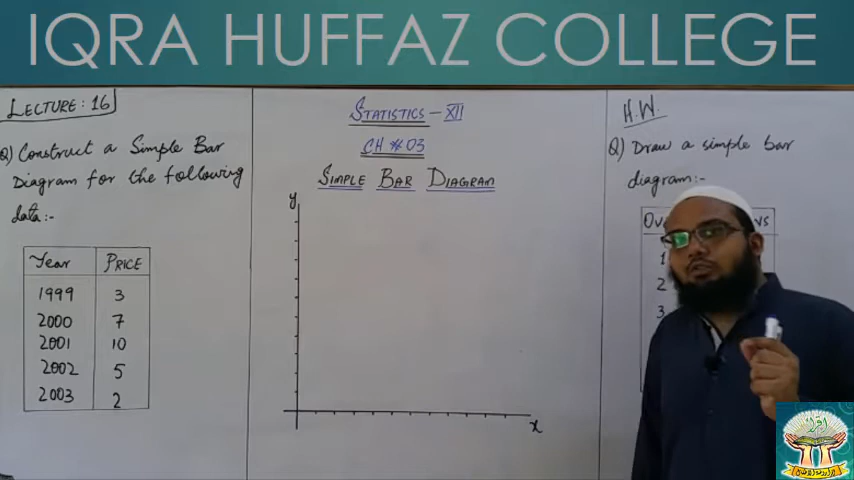 IQRA HUFFAZ COLLEGE
LECTURE: 16
Q) Construct a Simple Bar
Diagram for the following
data:-
Year PRICE
1999 3
2000 7
2001 10
2002 5
2003 2
STATISTICS - XII
CH # 03
SIMPLE BAR DIAGRAM
y
x
H.W.
Q) Draw a simple bar
diagram:-
1
2
3